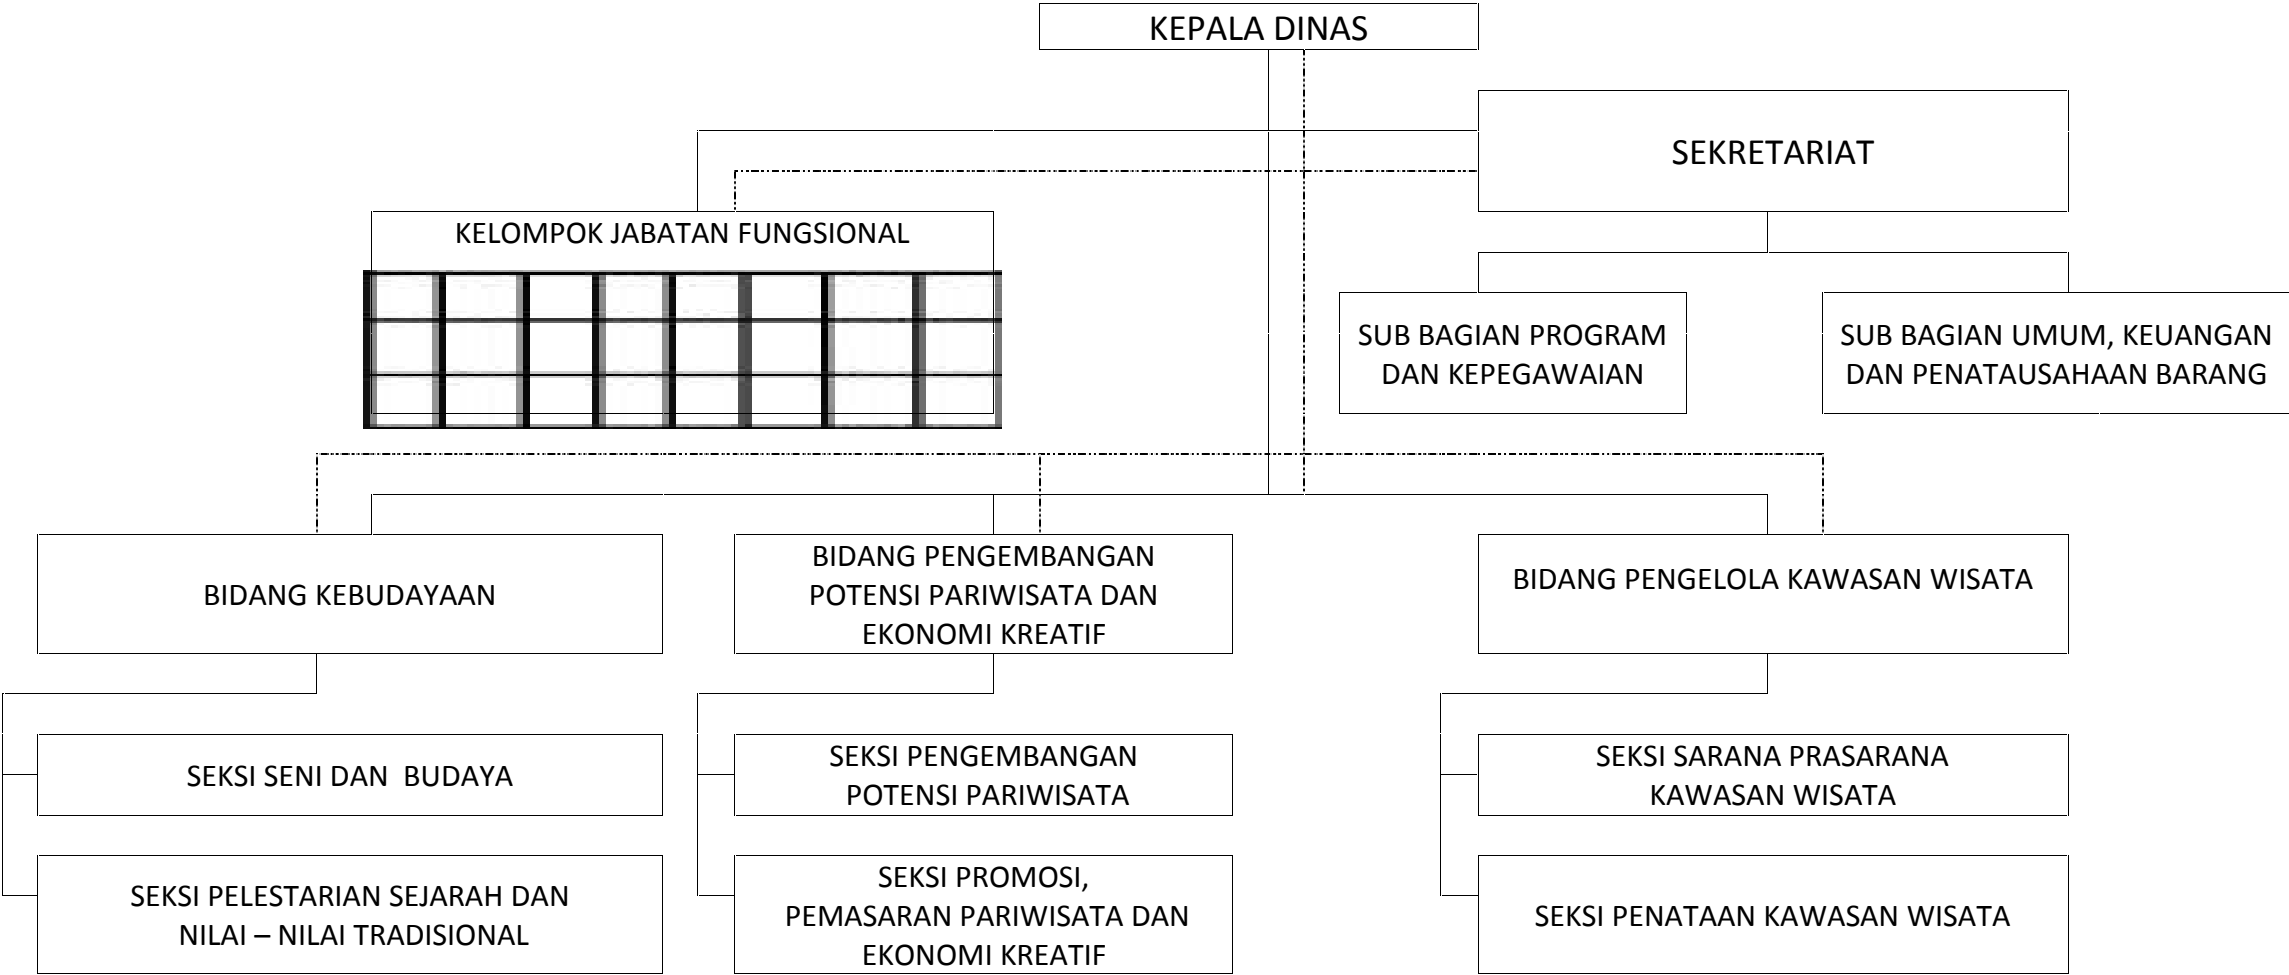 KEPALA DINAS
SEKRETARIAT
KELOMPOK JABATAN FUNGSIONAL
SUB BAGIAN PROGRAM
DAN KEPEGAWAIAN
SUB BAGIAN UMUM, KEUANGAN
DAN PENATAUSAHAAN BARANG
BIDANG KEBUDAYAAN
BIDANG PENGEMBANGAN
POTENSI PARIWISATA DAN
EKONOMI KREATIF
BIDANG PENGELOLA KAWASAN WISATA
SEKSI SENI DAN  BUDAYA
SEKSI PENGEMBANGAN
POTENSI PARIWISATA
SEKSI SARANA PRASARANA
KAWASAN WISATA
SEKSI PELESTARIAN SEJARAH DAN
NILAI – NILAI TRADISIONAL
SEKSI PROMOSI,
PEMASARAN PARIWISATA DAN
EKONOMI KREATIF
SEKSI PENATAAN KAWASAN WISATA